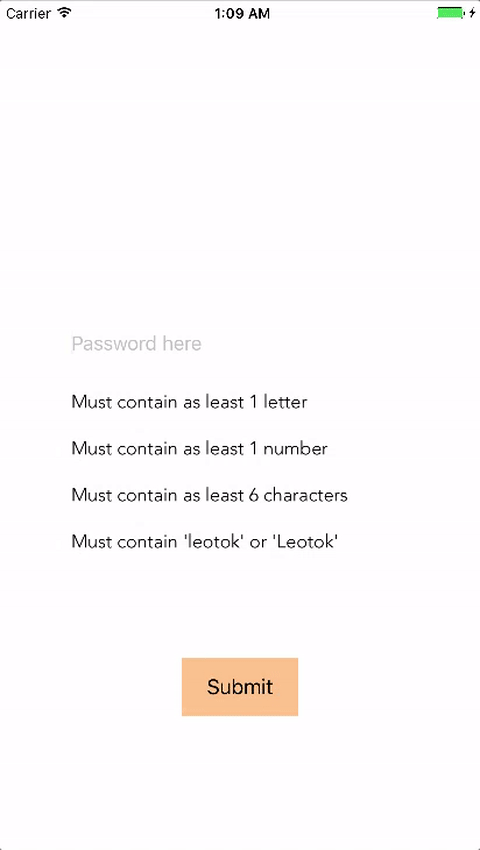 Carrier 1:09 AM
Password here
Must contain as least 1 letter
Must contain as least 1 number
Must contain as least 6 characters
Must contain 'leotok' or 'Leotok'
Submit